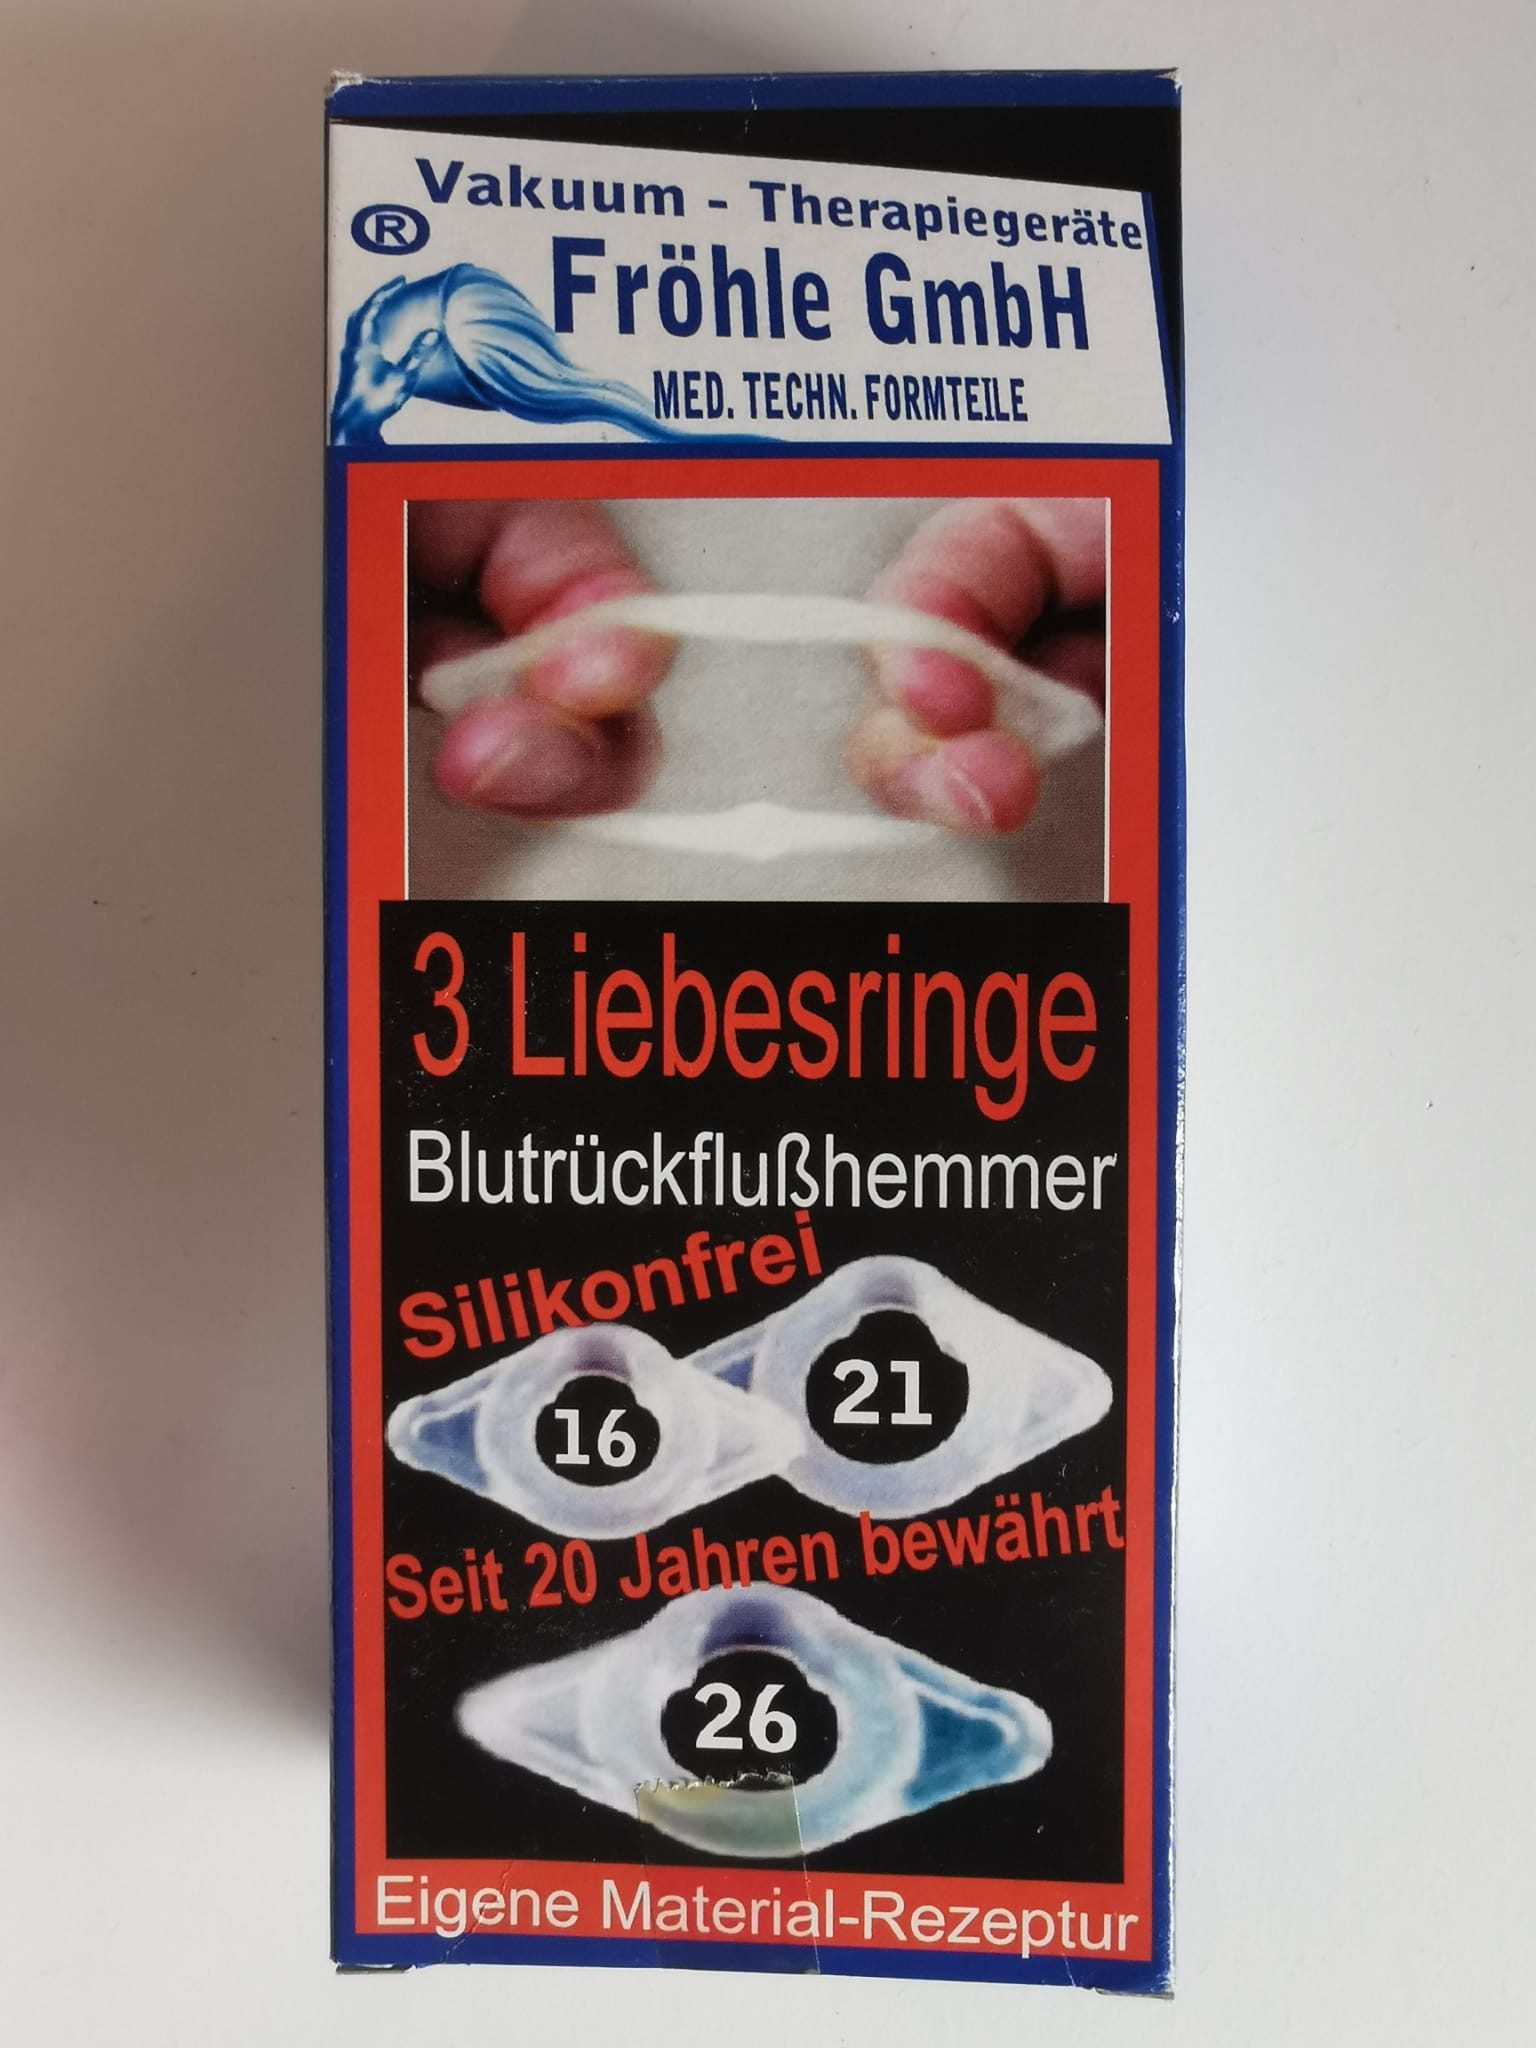 Vakuum - Therapiegeräte
®
Fröhle GmbH
MED. TECHN. FORMTEILE
3 Liebesringe
Blutrückflußhemmer
Silikonfrei
16
21
Seit 20 Jahren bewährt
26
Eigene Material-Rezeptur